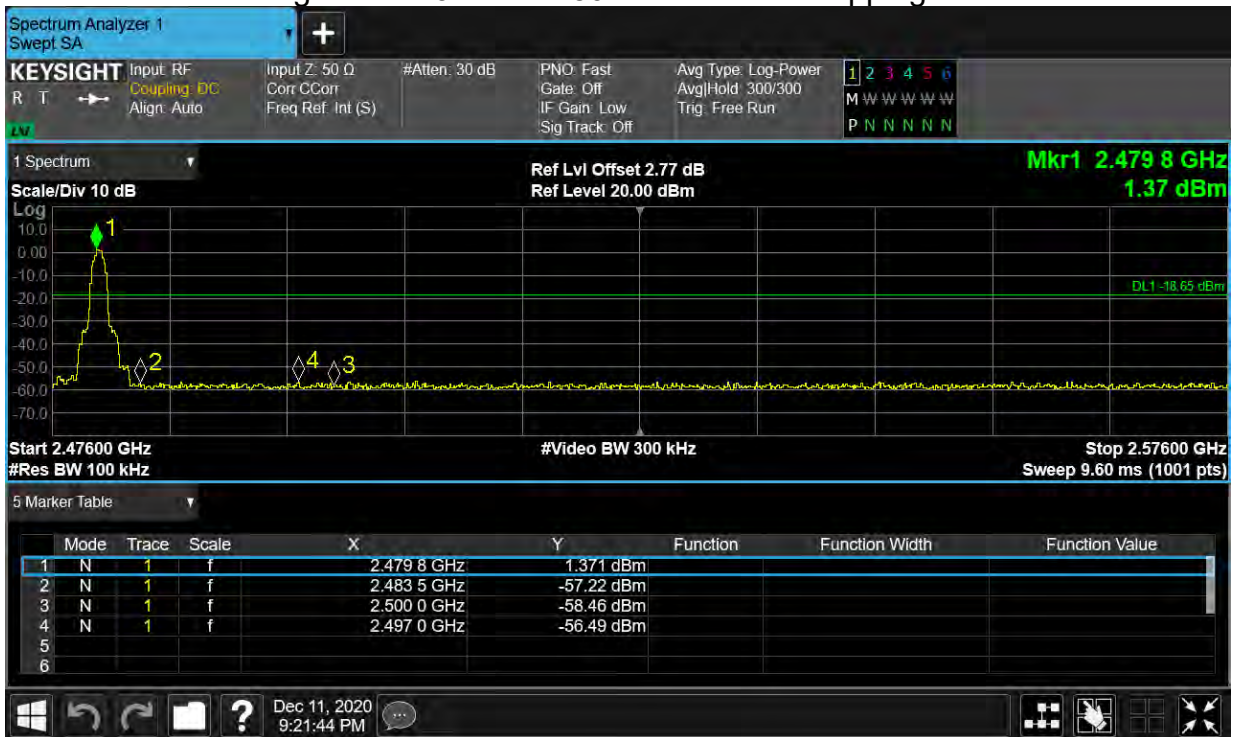 Spectrum Analyzer 1
Swept SA
+
KEYSIGHT
R T
LXI
Input: RF
Coupling: DC
Align: Auto
Input Z: 50 Ω
Corr CCorr
Freq Ref: Int (S)
#Atten: 30 dB
PNO: Fast
Gate: Off
IF Gain: Low
Sig Track: Off
Avg Type: Log-Power
Avg|Hold: 300/300
Trig: Free Run
1 2 3 4 5 6
M W W W W W
P N N N N N
1 Spectrum
Scale/Div 10 dB
Ref Lvl Offset 2.77 dB
Ref Level 20.00 dBm
Mkr1 2.479 8 GHz
1.37 dBm
Log
10.0
0.00
-10.0
-20.0
-30.0
-40.0
-50.0
-60.0
-70.0
1
2
4
3
DL1 -18.65 dBm
Start 2.47600 GHz
#Res BW 100 kHz
#Video BW 300 kHz
Stop 2.57600 GHz
Sweep 9.60 ms (1001 pts)
5 Marker Table
Mode Trace Scale X Y Function Function Width Function Value
1 N 1 f 2.479 8 GHz 1.371 dBm
2 N 1 f 2.483 5 GHz -57.22 dBm
3 N 1 f 2.500 0 GHz -58.46 dBm
4 N 1 f 2.497 0 GHz -56.49 dBm
5
6
?
Dec 11, 2020
9:21:44 PM